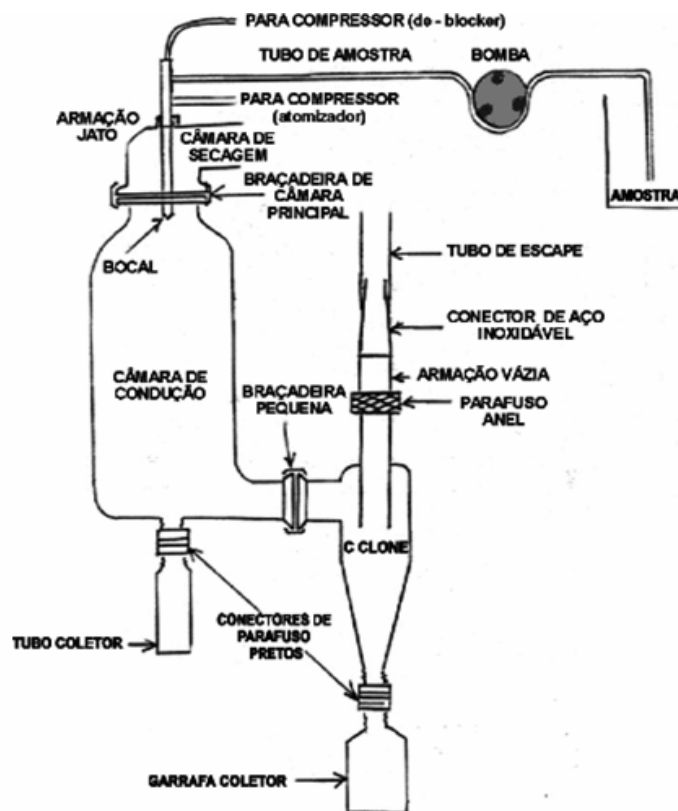 PARA COMPRESSOR (de - blocker)
TUBO DE AMOSTRA
BOMBA
PARA COMPRESSOR
(atomizador)
ARMAÇÃO
JATO
CÂMARA DE
SECAGEM
BRAÇADEIRA DE
CÂMARA
PRINCIPAL
AMOSTRA
BOCAL
TUBO DE ESCAPE
CONECTOR DE AÇO
INOXIDÁVEL
CÂMARA DE
CONDUÇÃO
BRAÇADEIRA
PEQUENA
ARMAÇÃO VÁZIA
PARAFUSO
ANEL
C CLONE
TUBO COLETOR
CONECTORES DE
PARAFUSO
PRETOS
GARRAFA COLETOR